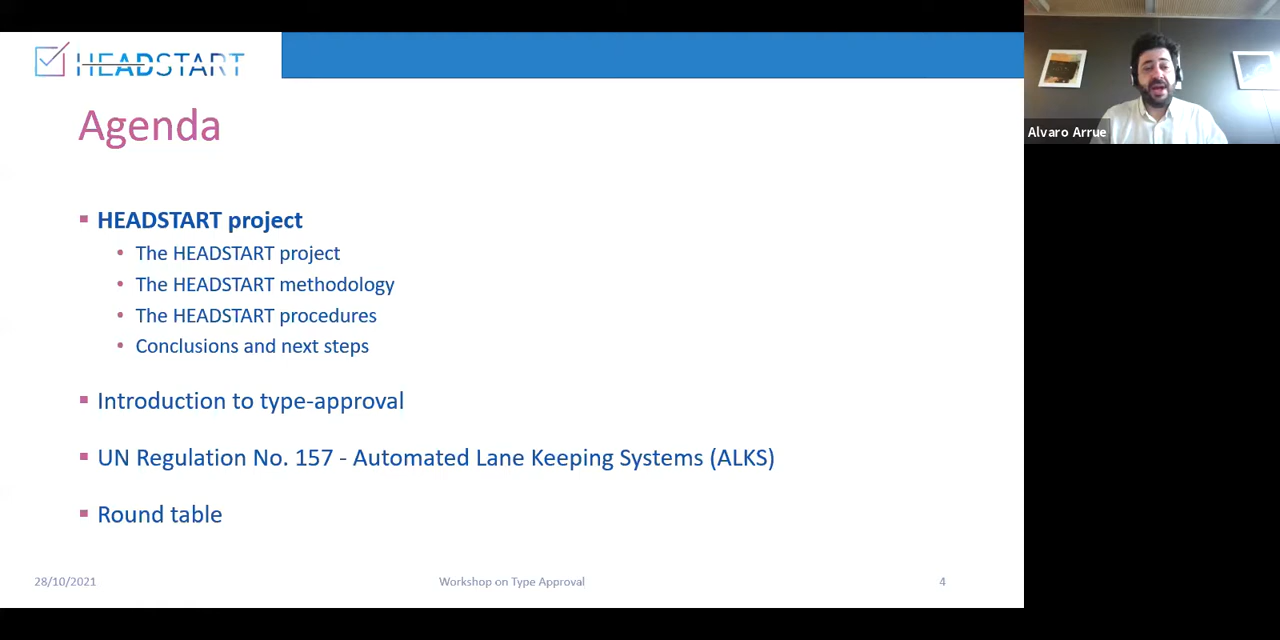 HEADSTART
Alvaro Arrue
Agenda
HEADSTART project
The HEADSTART project
The HEADSTART methodology
The HEADSTART procedures
Conclusions and next steps
Introduction to type-approval
UN Regulation No. 157 - Automated Lane Keeping Systems (ALKS)
Round table
28/10/2021
Workshop on Type Approval
4